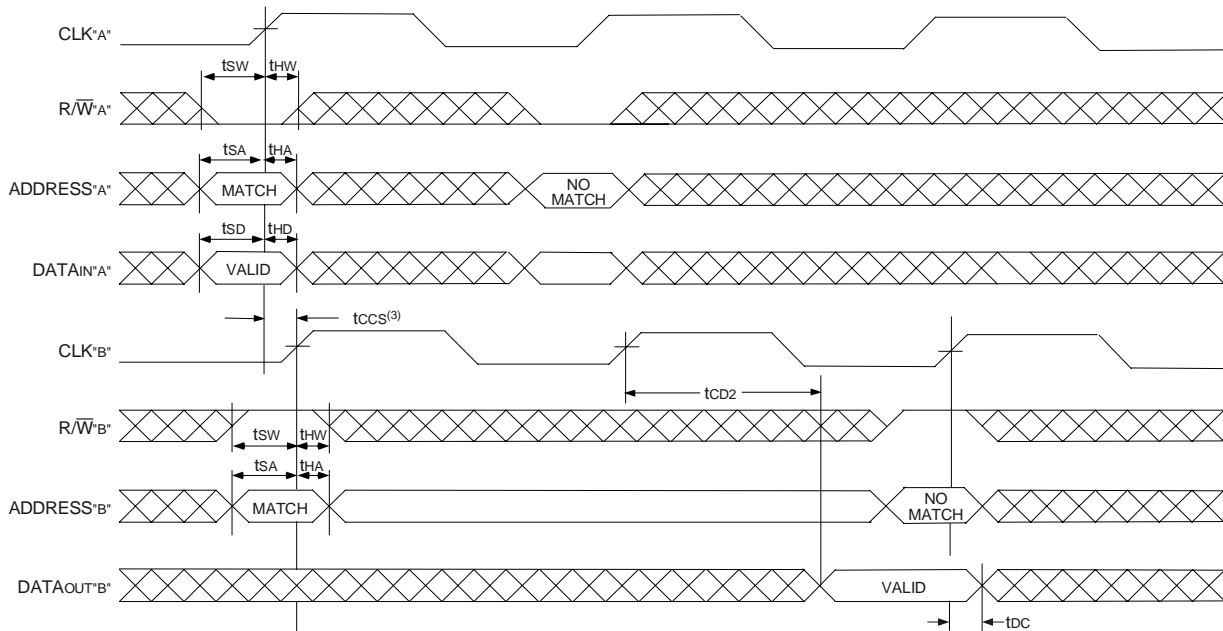 CLK"A"
tSW tHW
R/W̅"A"
tSA tHA
ADDRESS"A" MATCH NO MATCH
tSD tHD
DATAIN"A" VALID
tCCS(3)
CLK"B"
tCD2
R/W̅"B"
tSW tHW
tSA tHA
ADDRESS"B" MATCH NO MATCH
DATAOUT"B" VALID
tDC